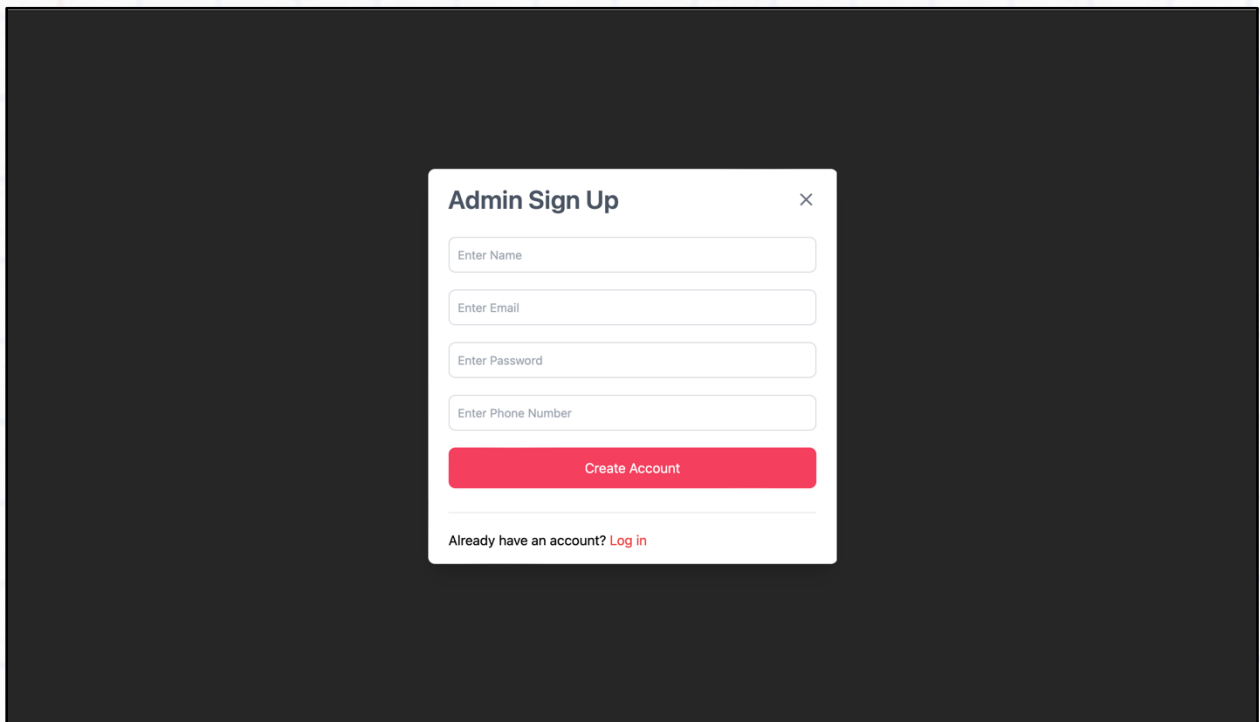 Admin Sign Up
Enter Name
Enter Email
Enter Password
Enter Phone Number
Create Account
Already have an account? Log in